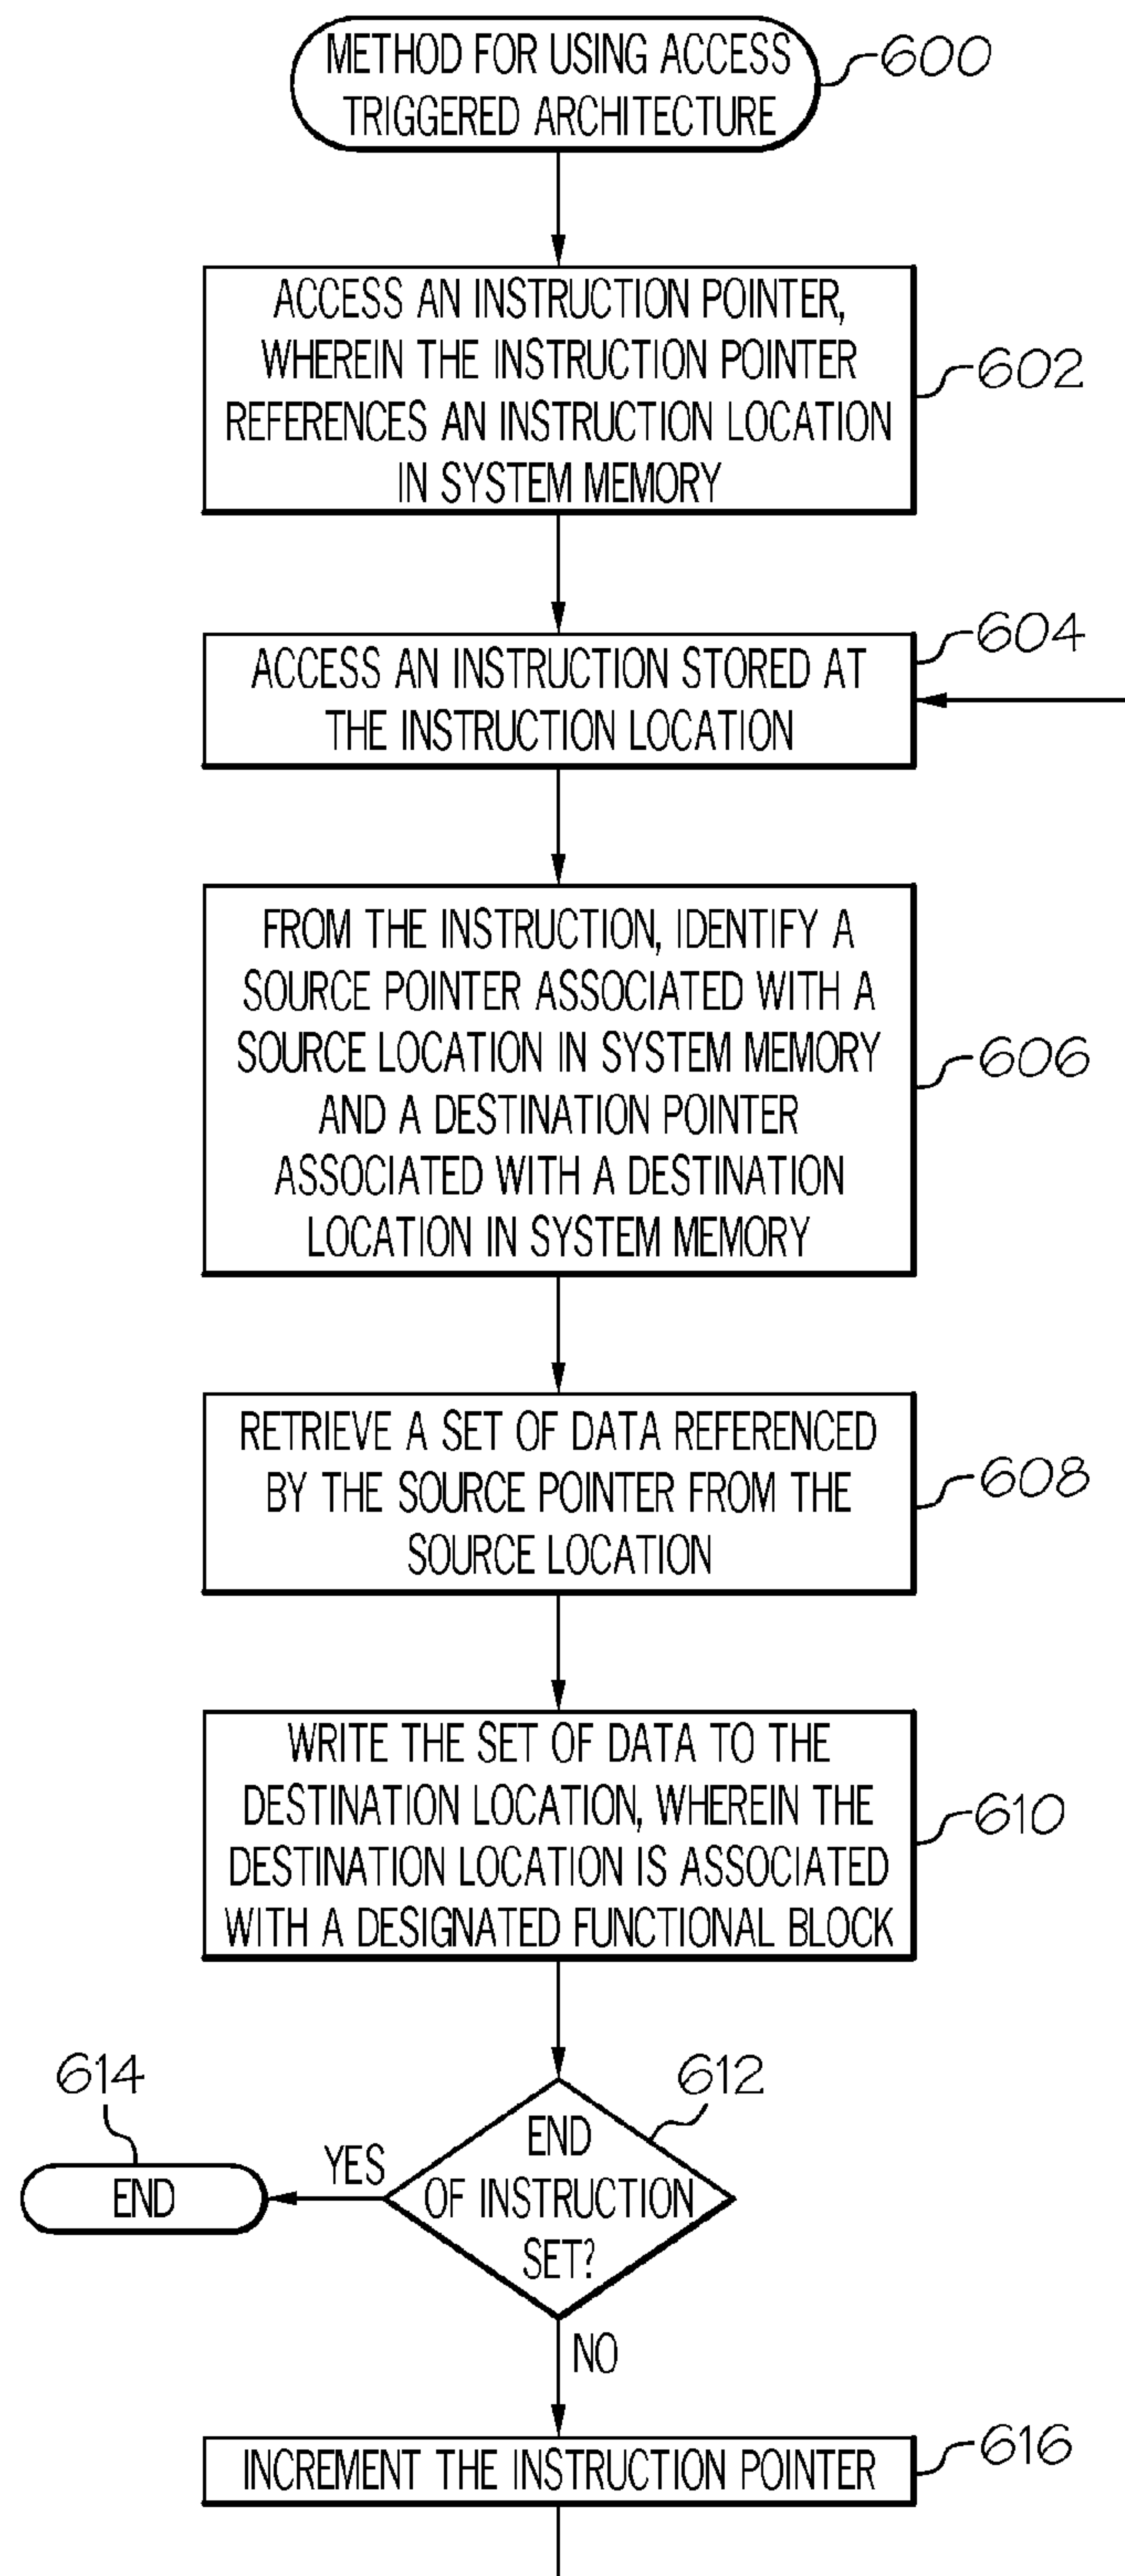 METHOD FOR USING ACCESS
TRIGGERED ARCHITECTURE
600
ACCESS AN INSTRUCTION POINTER,
WHEREIN THE INSTRUCTION POINTER
REFERENCES AN INSTRUCTION LOCATION
IN SYSTEM MEMORY
602
ACCESS AN INSTRUCTION STORED AT
THE INSTRUCTION LOCATION
604
FROM THE INSTRUCTION, IDENTIFY A
SOURCE POINTER ASSOCIATED WITH A
SOURCE LOCATION IN SYSTEM MEMORY
AND A DESTINATION POINTER
ASSOCIATED WITH A DESTINATION
LOCATION IN SYSTEM MEMORY
606
RETRIEVE A SET OF DATA REFERENCED
BY THE SOURCE POINTER FROM THE
SOURCE LOCATION
608
WRITE THE SET OF DATA TO THE
DESTINATION LOCATION, WHEREIN THE
DESTINATION LOCATION IS ASSOCIATED
WITH A DESIGNATED FUNCTIONAL BLOCK
610
614
612
END
OF INSTRUCTION
SET?
YES
END
NO
INCREMENT THE INSTRUCTION POINTER
616